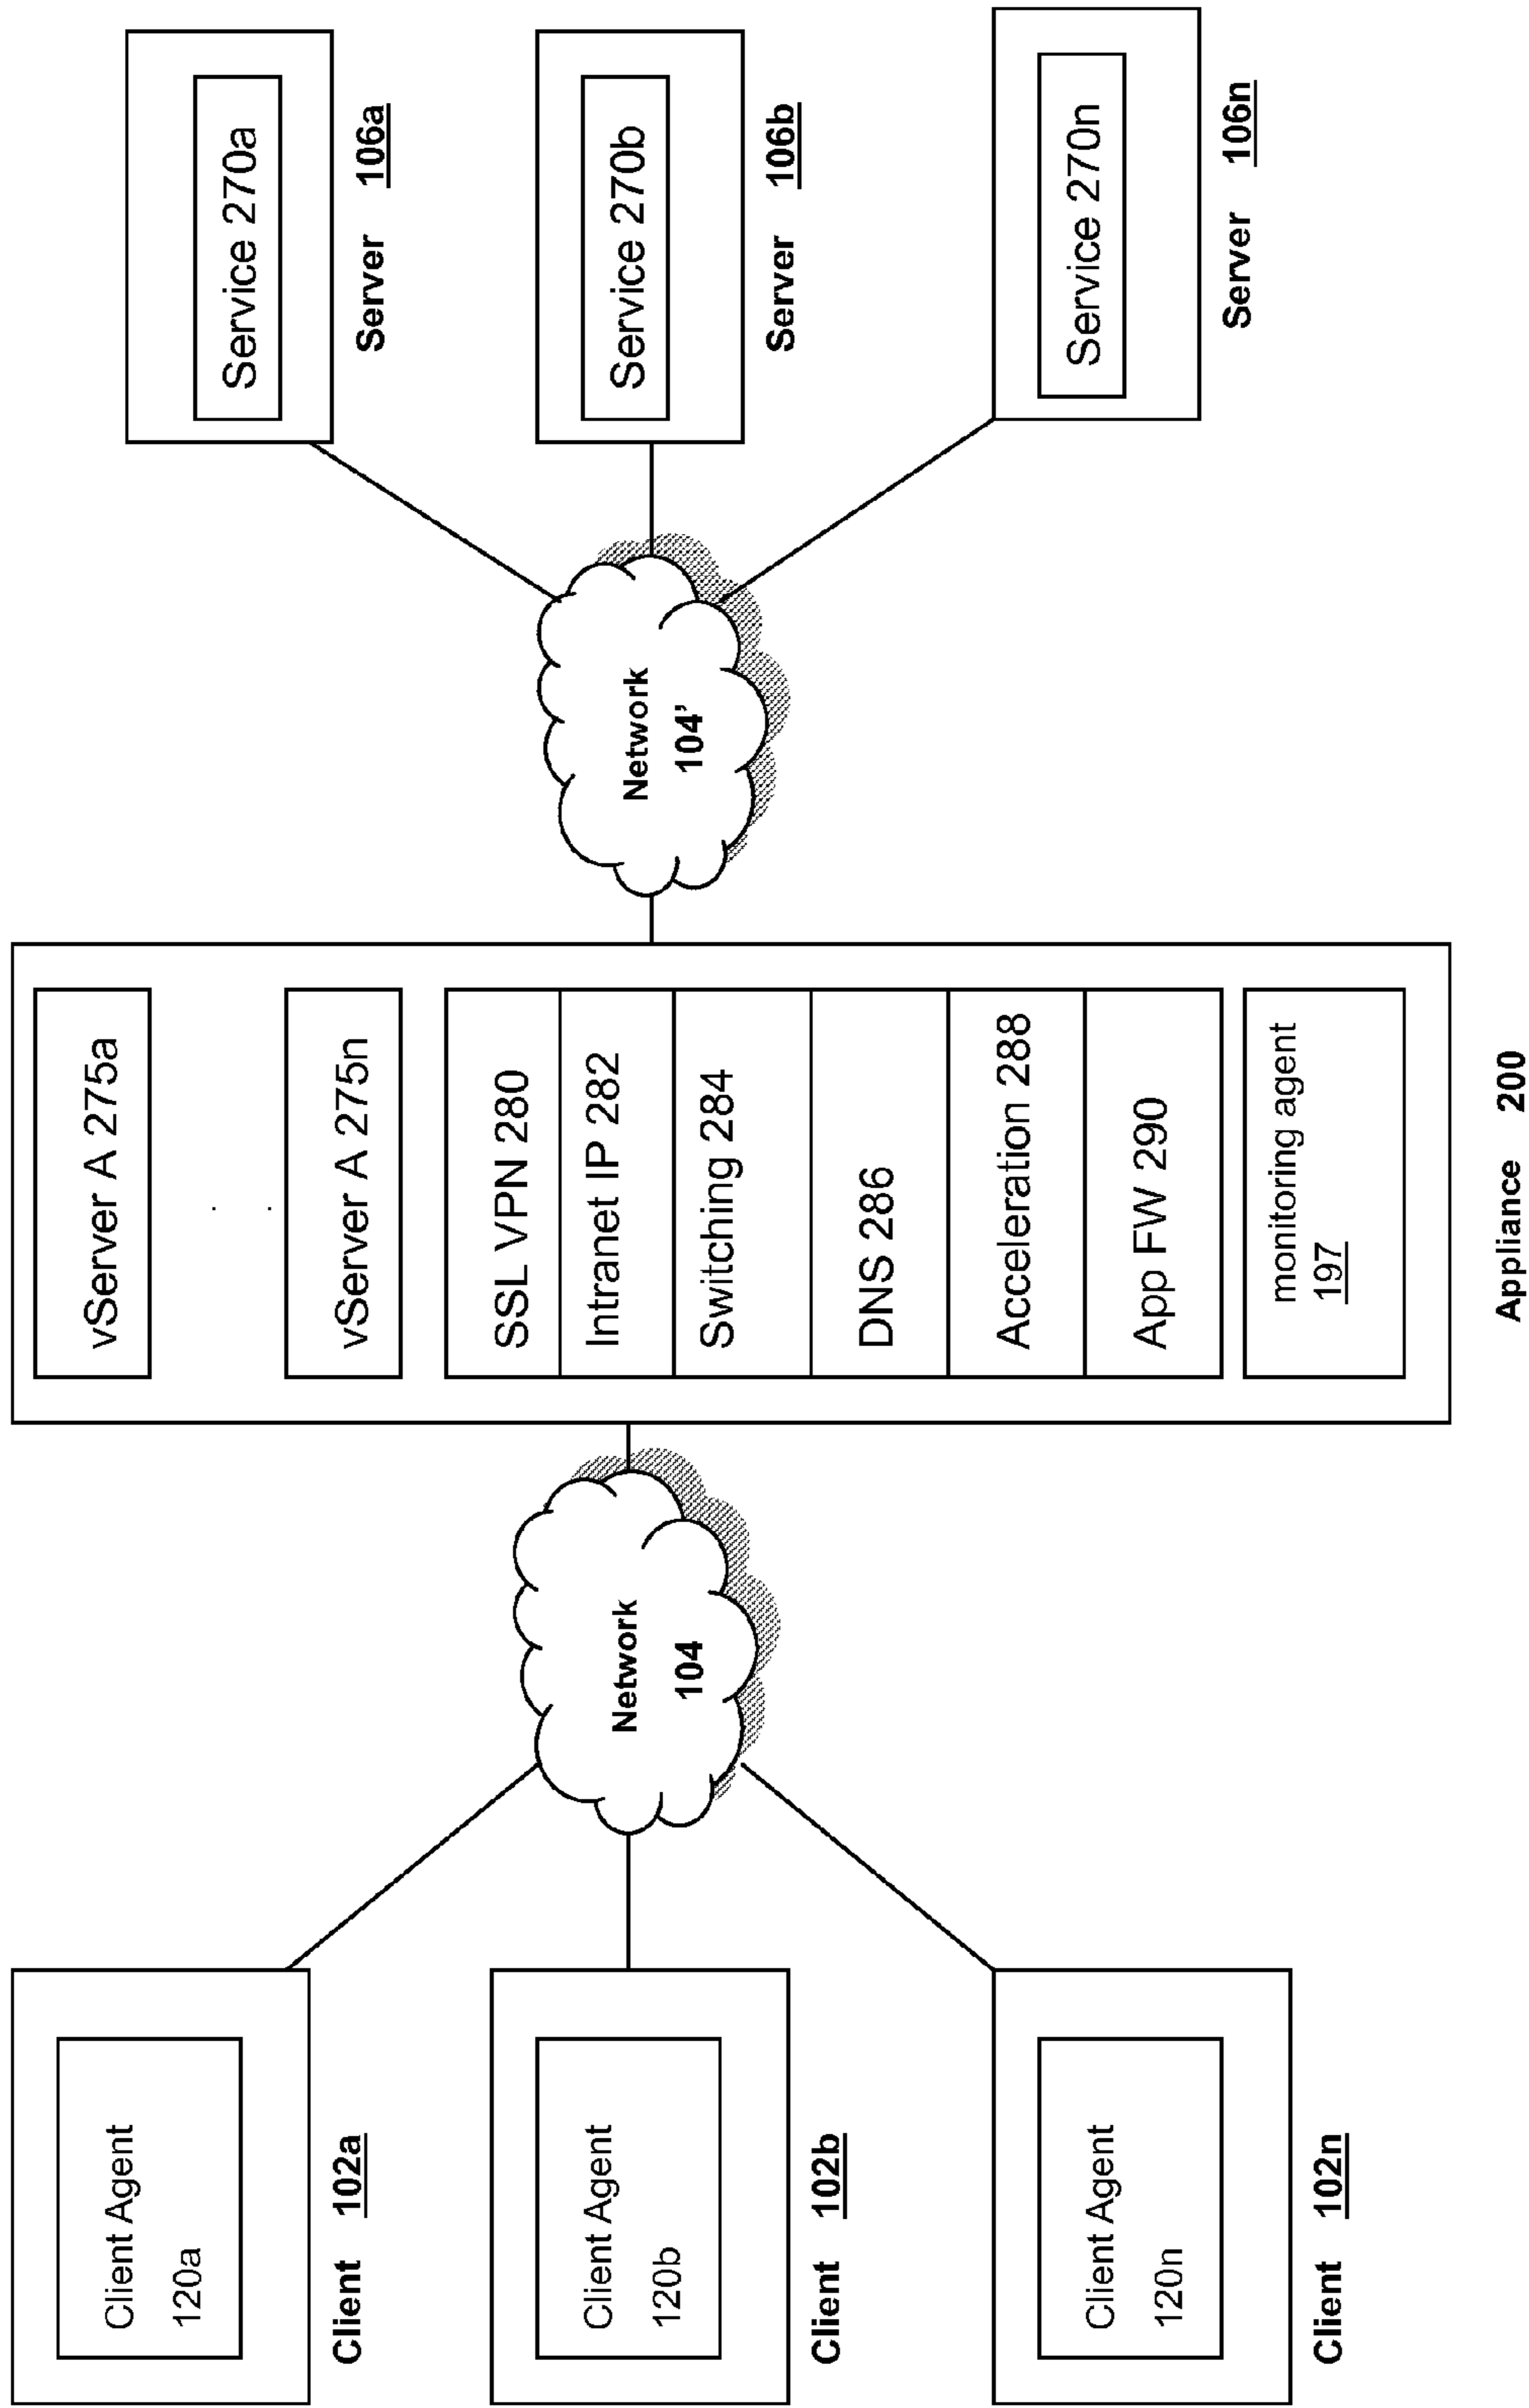 Client Agent
120a
Client 102a
Client Agent
120b
Client 102b
Client Agent
120n
Client 102n
Network
104
vServer A 275a
. .
vServer A 275n
SSL VPN 280
Intranet IP 282
Switching 284
DNS 286
Acceleration 288
App FW 290
monitoring agent
197
Appliance 200
Network
104'
Service 270a
Server 106a
Service 270b
Server 106b
Service 270n
Server 106n